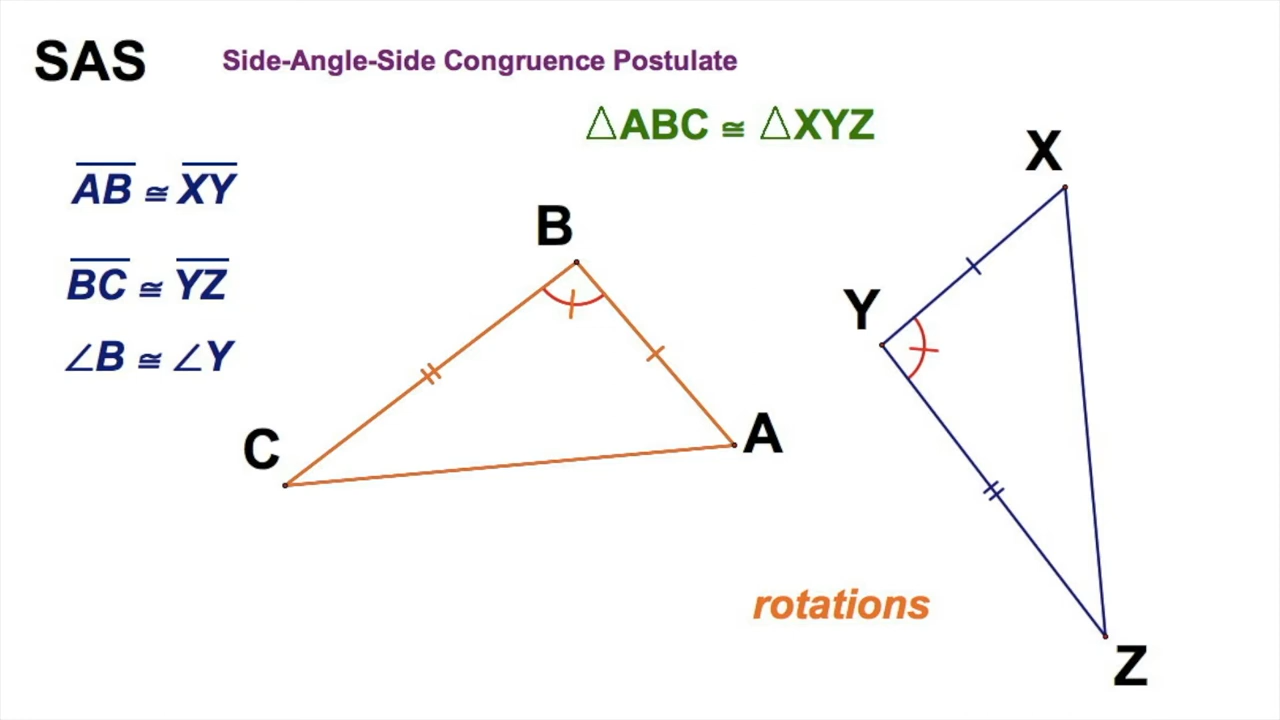 SAS
Side-Angle-Side Congruence Postulate
△ABC ≅ △XYZ
AB ≅ XY
BC ≅ YZ
∠B ≅ ∠Y
B
C
A
X
Y
Z
rotations